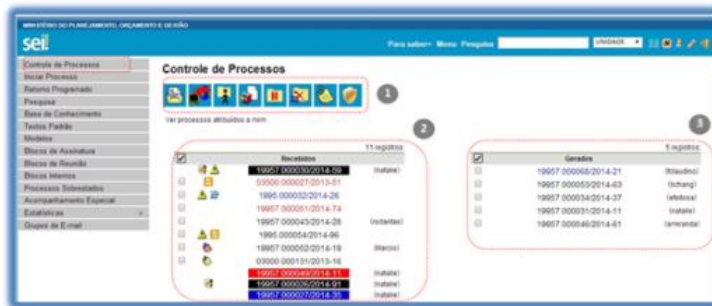 MINISTÉRIO DO PLANEJAMENTO, ORÇAMENTO E GESTÃO
sei!
Para saber+ Menu Pesquisa
UNIDADE
Controle de Processos
Iniciar Processo
Retorno Programado
Pesquisa
Base de Conhecimento
Textos Padrão
Modelos
Blocos de Assinatura
Blocos de Reunião
Blocos Internos
Processos Sobrestados
Acompanhamento Especial
Estatísticas
Grupos de E-mail
Controle de Processos
1
Ver processos atribuídos a mim
2
11 registros
Recebidos
19957.000030/2014-59 (natalie)
03000.000027/2013-51
1995.000032/2014-26
19957.000051/2014-74
19957.000043/2014-28
1995.000054/2014-96
19957.000052/2014-18
03000.000131/2013-16
19957.000049/2014-11 (natalie)
19957.000026/2014-91 (natalie)
19957.000027/2014-35 (natalie)
3
5 registros
Gerados
19957.000068/2014-21
19957.000053/2014-63
19957.000034/2014-37
19957.000031/2014-11 (natalie)
19957.000046/2014-61